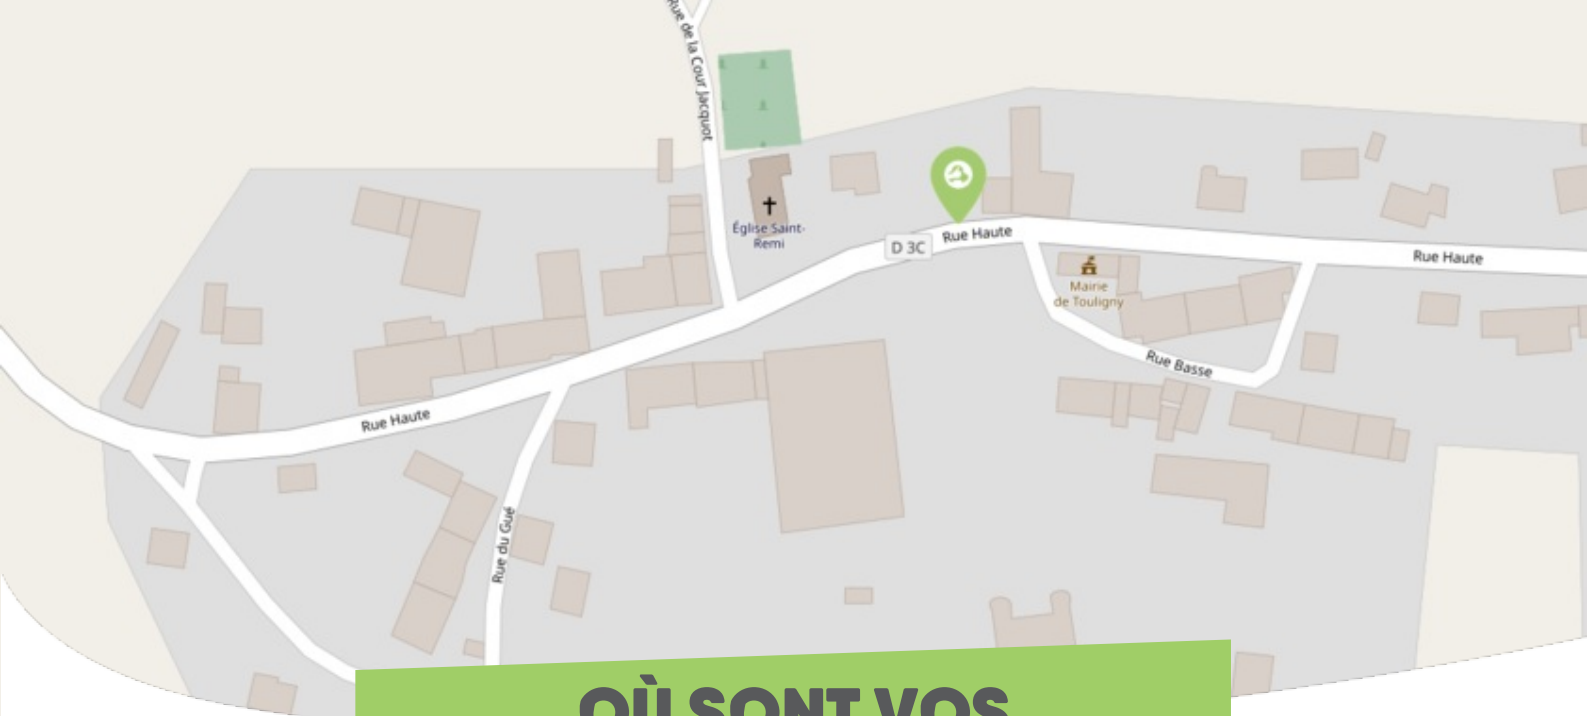 Rue de la Cour Jacquot
Église Saint-
Remi
D 3C
Rue Haute
Rue Haute
Mairie
de Touligny
Rue Basse
Rue Haute
Rue du Gué
OÙ SONT VOS